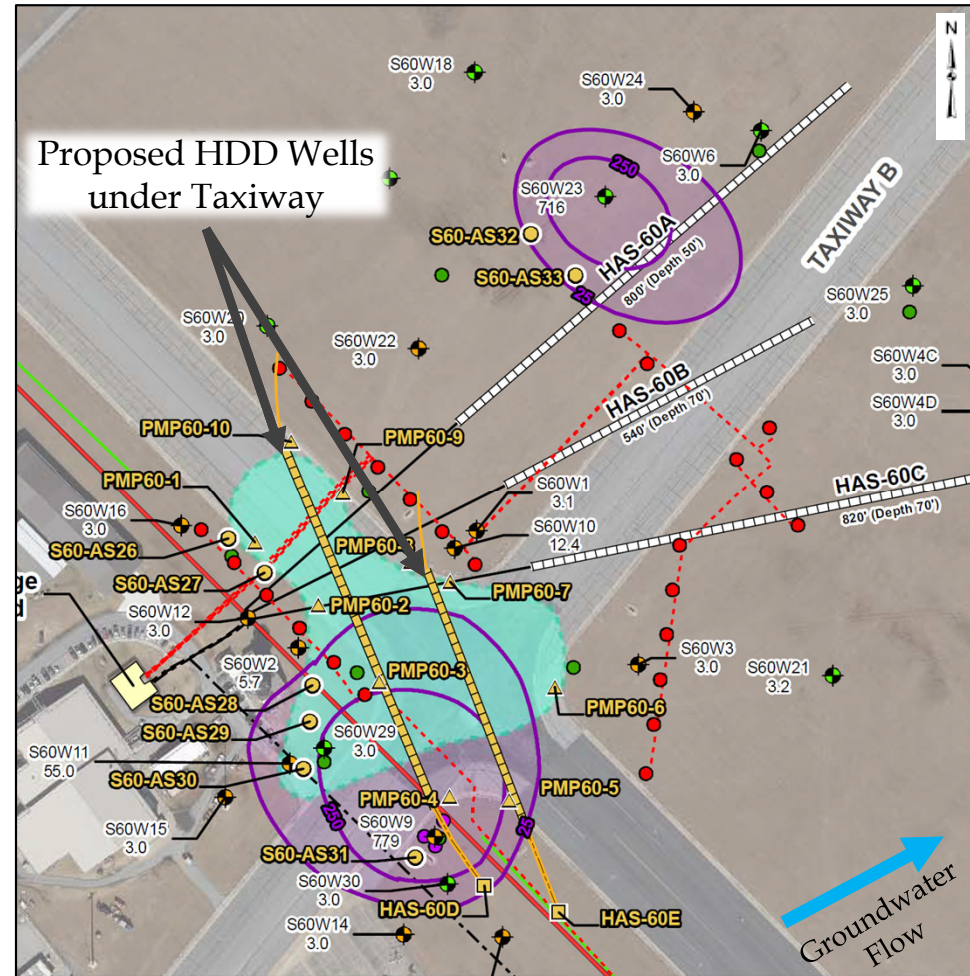 N
S60W18
3.0
S60W24
3.0
Proposed HDD Wells
under Taxiway
S60W6
3.0
250
S60W23
716
S60-AS32
HAS-60A
800' (Depth 50')
TAXIWAY B
S60-AS33
25
S60W25
3.0
S60W20
3.0
S60W22
3.0
S60W4C
3.0
S60W4D
3.0
HAS-60B
540' (Depth 70')
PMP60-10
PMP60-9
PMP60-1
HAS-60C
820' (Depth 70')
S60W16
3.0
S60W1
3.1
S60-AS26
S60W10
12.4
PMP60-8
S60-AS27
ge
d
PMP60-7
PMP60-2
S60W12
3.0
S60W2
5.7
PMP60-3
S60W3
3.0
S60W21
3.2
S60-AS28
PMP60-6
S60-AS29
S60W29
3.0
S60W11
55.0
S60-AS30
PMP60-4
PMP60-5
S60W15
3.0
250
25
S60W9
779
S60-AS31
S60W30
3.0
HAS-60D
HAS-60E
S60W14
3.0
Groundwater
Flow